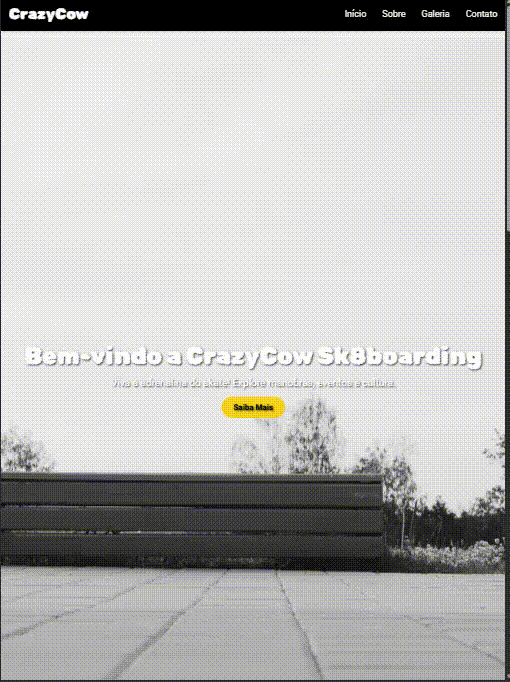 CrazyCow
Início Sobre Galeria Contato
Bem-vindo a CrazyCow Sk8boarding
Viva a adrenalina do skate! Explore manobras, eventos e cultura.
Saiba Mais